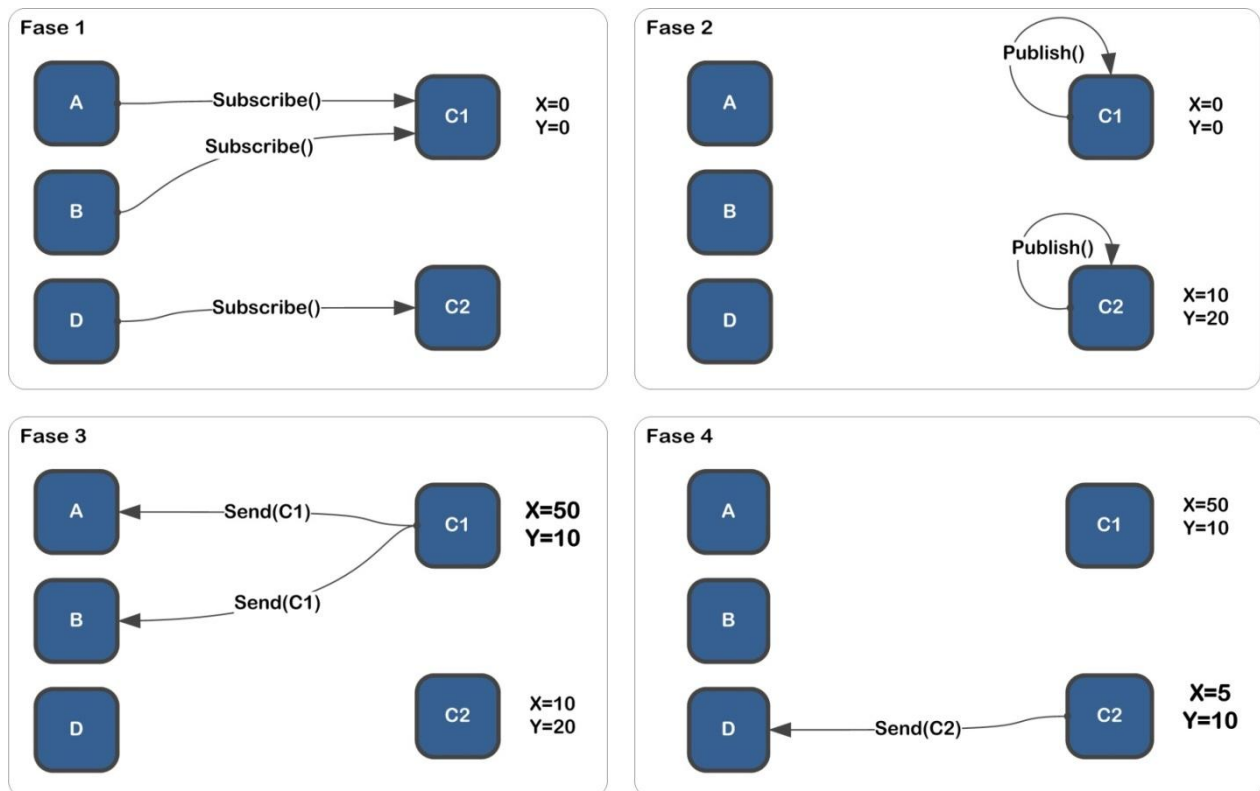 Fase 1
A
Subscribe()
C1
X=0
Y=0
Subscribe()
B
D
Subscribe()
C2
Fase 2
Publish()
A
C1
X=0
Y=0
B
Publish()
D
C2
X=10
Y=20
Fase 3
A
Send(C1)
C1
X=50
Y=10
Send(C1)
B
D
C2
X=10
Y=20
Fase 4
A
C1
X=50
Y=10
B
D
Send(C2)
C2
X=5
Y=10